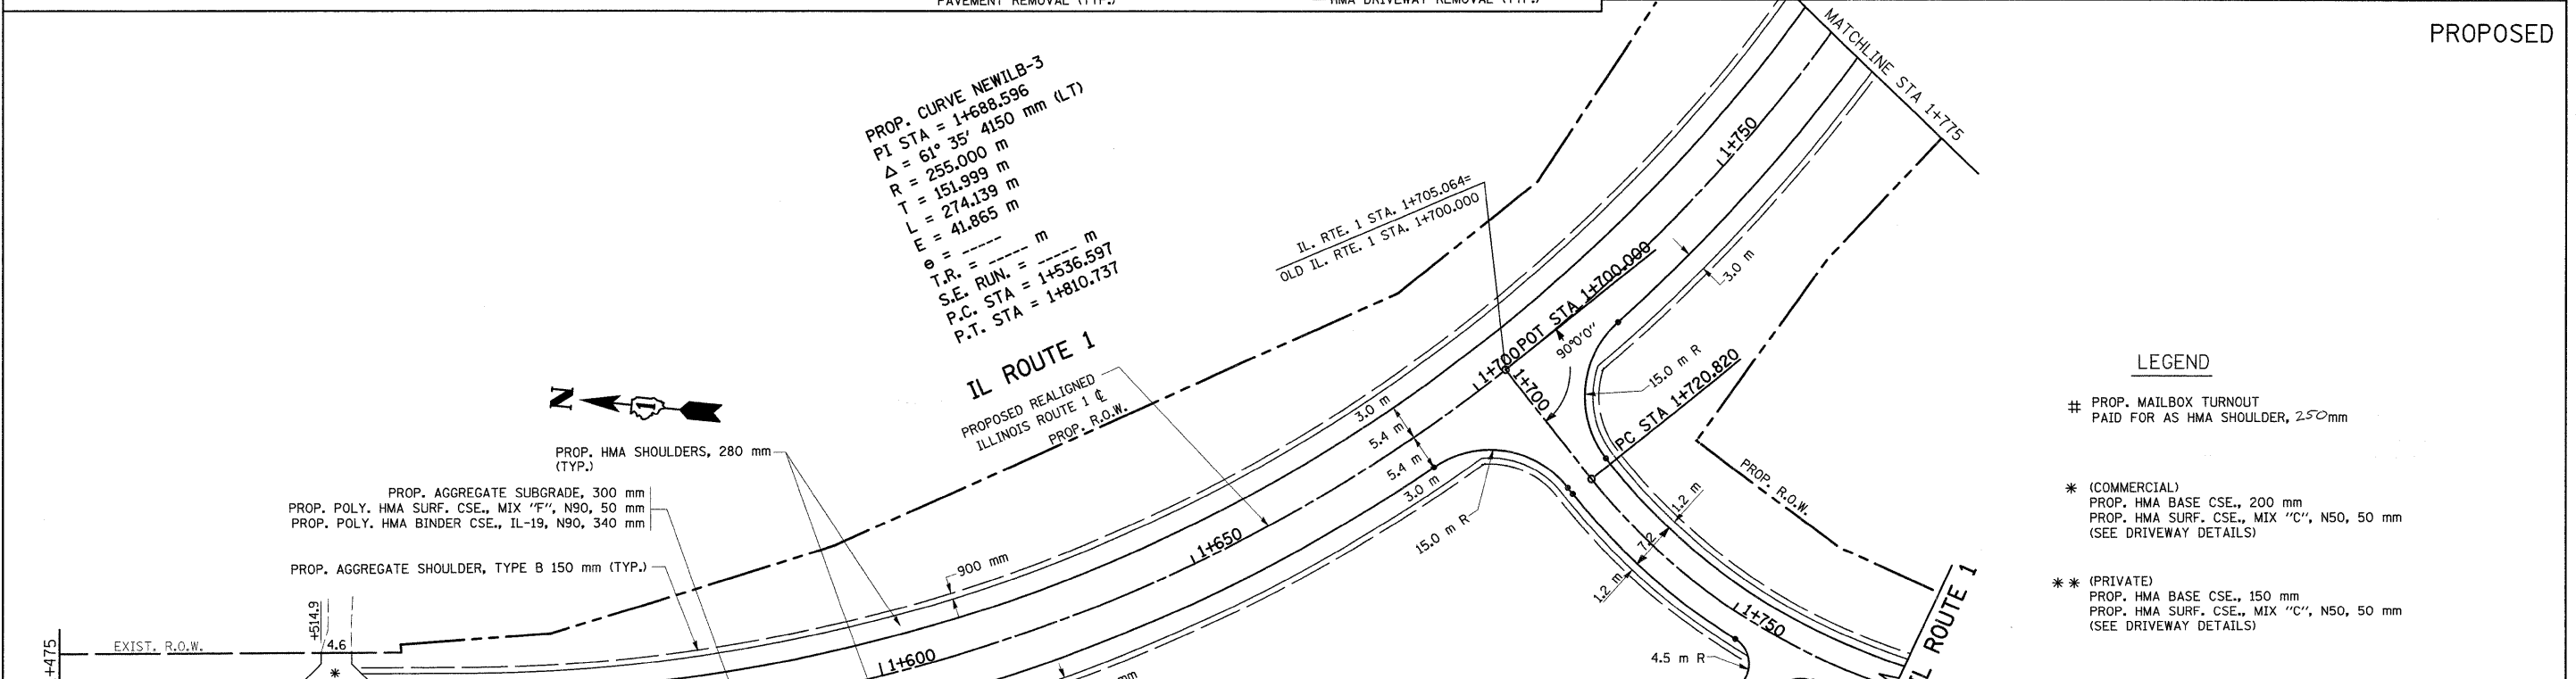 PAVEMENT REMOVAL (TYP.)
HMA DRIVEWAY REMOVAL (TYP.)
PROPOSED
MATCHLINE STA 1+775
PROP. CURVE NEWILB-3
PI STA = 1+688.596
Δ = 61° 35' 4150 mm (LT)
R = 255.000 m
T = 151.999 m
L = 274.139 m
E = 41.865 m
e = -----
T.R. = ------ m
S.E. RUN. = ----- m
P.C. STA = 1+536.597
P.T. STA = 1+810.737
IL ROUTE 1
PROPOSED REALIGNED
ILLINOIS ROUTE 1 ℄
PROP. R.O.W.
IL. RTE. 1 STA. 1+705.064=
OLD IL. RTE. 1 STA. 1+700.000
1+750
3.0 m
1+700
POT STA 1+700.000
90°0'0"
1+700
15.0 m R
PC STA 1+720.820
PROP. R.O.W.
3.0 m
5.4 m
5.4 m
3.0 m
15.0 m R
1.2 m
7.2
1.2 m
1+750
4.5 m R
IL ROUTE 1
N
1
PROP. HMA SHOULDERS, 280 mm
(TYP.)
PROP. AGGREGATE SUBGRADE, 300 mm
PROP. POLY. HMA SURF. CSE., MIX "F", N90, 50 mm
PROP. POLY. HMA BINDER CSE., IL-19, N90, 340 mm
PROP. AGGREGATE SHOULDER, TYPE B 150 mm (TYP.)
900 mm
1+650
1+600
+514.9
4.6
*
EXIST. R.O.W.
+475
mm
LEGEND
# PROP. MAILBOX TURNOUT
PAID FOR AS HMA SHOULDER, 250mm
* (COMMERCIAL)
PROP. HMA BASE CSE., 200 mm
PROP. HMA SURF. CSE., MIX "C", N50, 50 mm
(SEE DRIVEWAY DETAILS)
** (PRIVATE)
PROP. HMA BASE CSE., 150 mm
PROP. HMA SURF. CSE., MIX "C", N50, 50 mm
(SEE DRIVEWAY DETAILS)